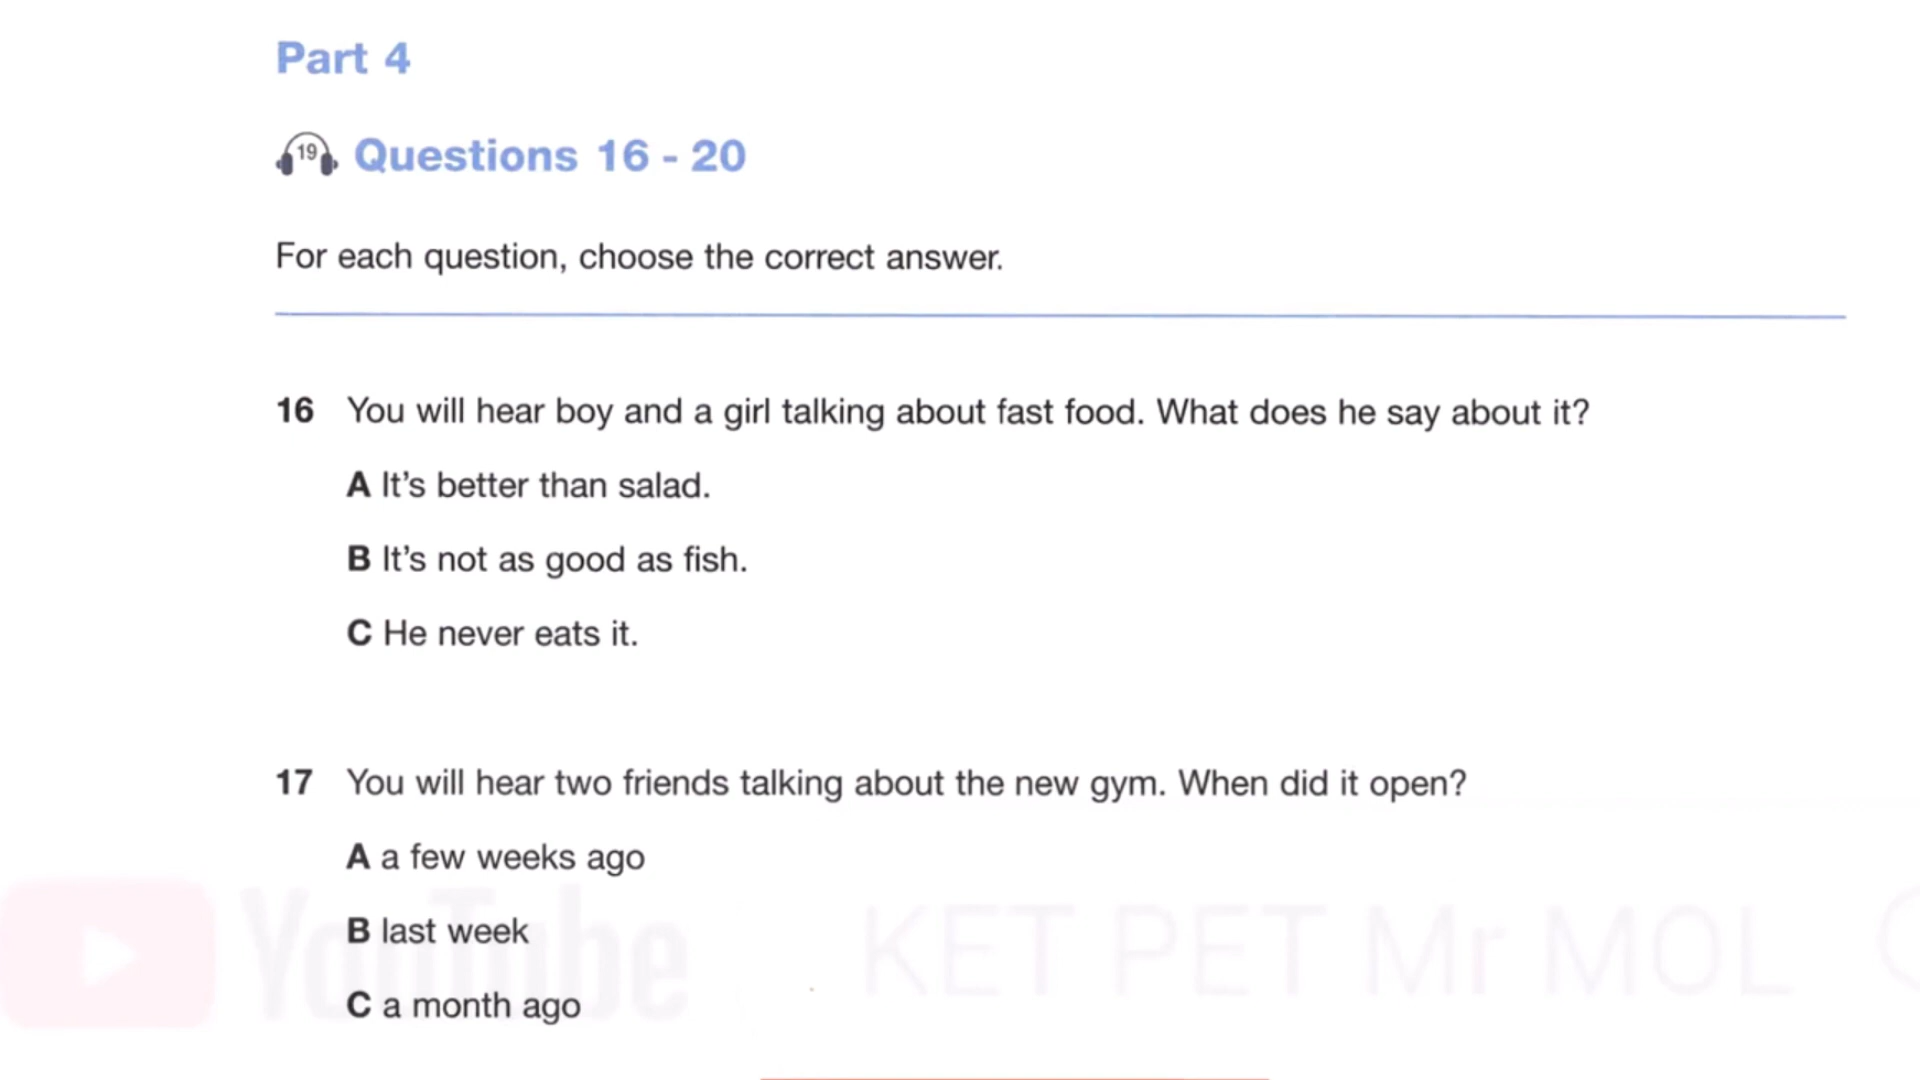 Part 4
19 Questions 16 - 20
For each question, choose the correct answer.
16 You will hear boy and a girl talking about fast food. What does he say about it?
A It's better than salad.
B It's not as good as fish.
C He never eats it.
17 You will hear two friends talking about the new gym. When did it open?
A a few weeks ago
B last week
C a month ago
YouTube KET PET Mr MOL